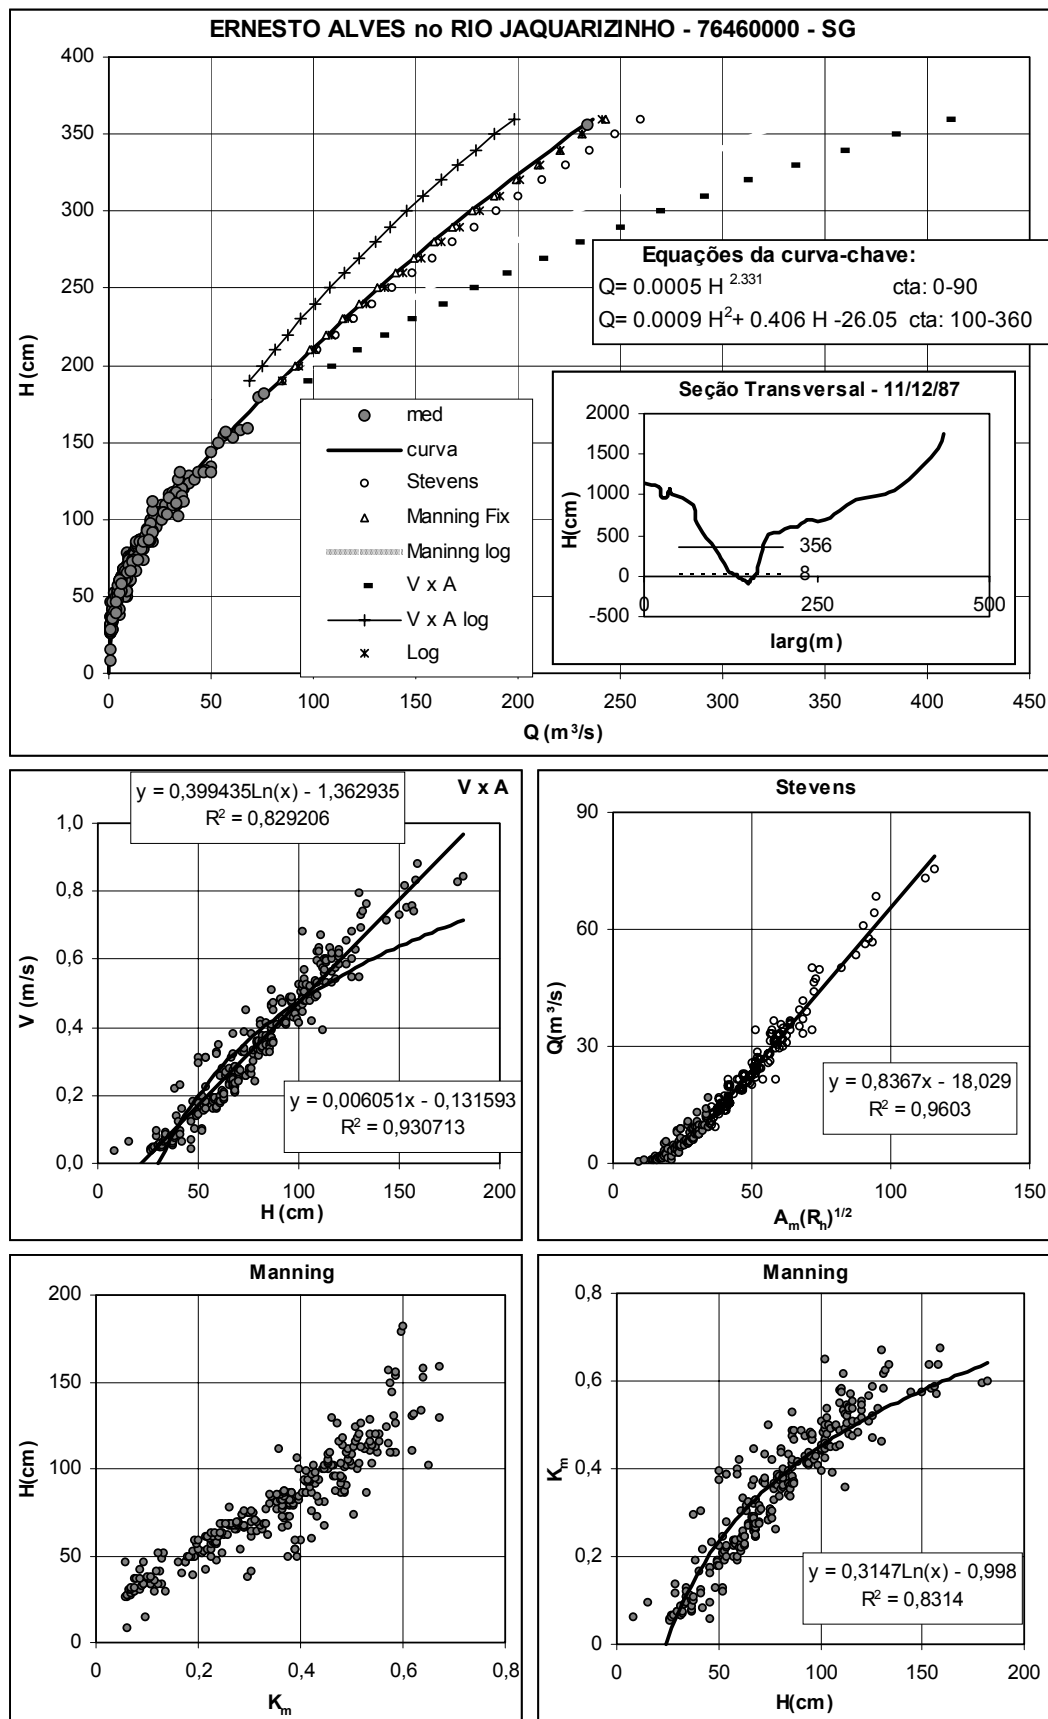 ERNESTO ALVES no RIO JAQUARIZINHO - 76460000 - SG
400
350
300
250
200
150
100
50
0
H (cm)
0 50 100 150 200 250 300 350 400 450
Q (m³/s)
Equações da curva-chave:
Q= 0.0005 H 2.331 cta: 0-90
Q= 0.0009 H²+ 0.406 H -26.05 cta: 100-360
med
curva
Stevens
Manning Fix
Maninng log
V x A
V x A log
Log
Seção Transversal - 11/12/87
2000
1500
1000
500
0
-500
H(cm)
356
8
0 250 500
larg(m)
V x A
y = 0,399435Ln(x) - 1,362935
R² = 0,829206
1,0
0,8
0,6
0,4
0,2
0,0
V (m/s)
y = 0,006051x - 0,131593
R² = 0,930713
0 50 100 150 200
H (cm)
Stevens
90
60
30
0
Q(m³/s)
y = 0,8367x - 18,029
R² = 0,9603
0 50 100 150
Am(Rh)1/2
Manning
200
150
100
50
0
H(cm)
0 0,2 0,4 0,6 0,8
Km
Manning
0,8
0,6
0,4
0,2
0
Km
y = 0,3147Ln(x) - 0,998
R² = 0,8314
0 50 100 150 200
H(cm)